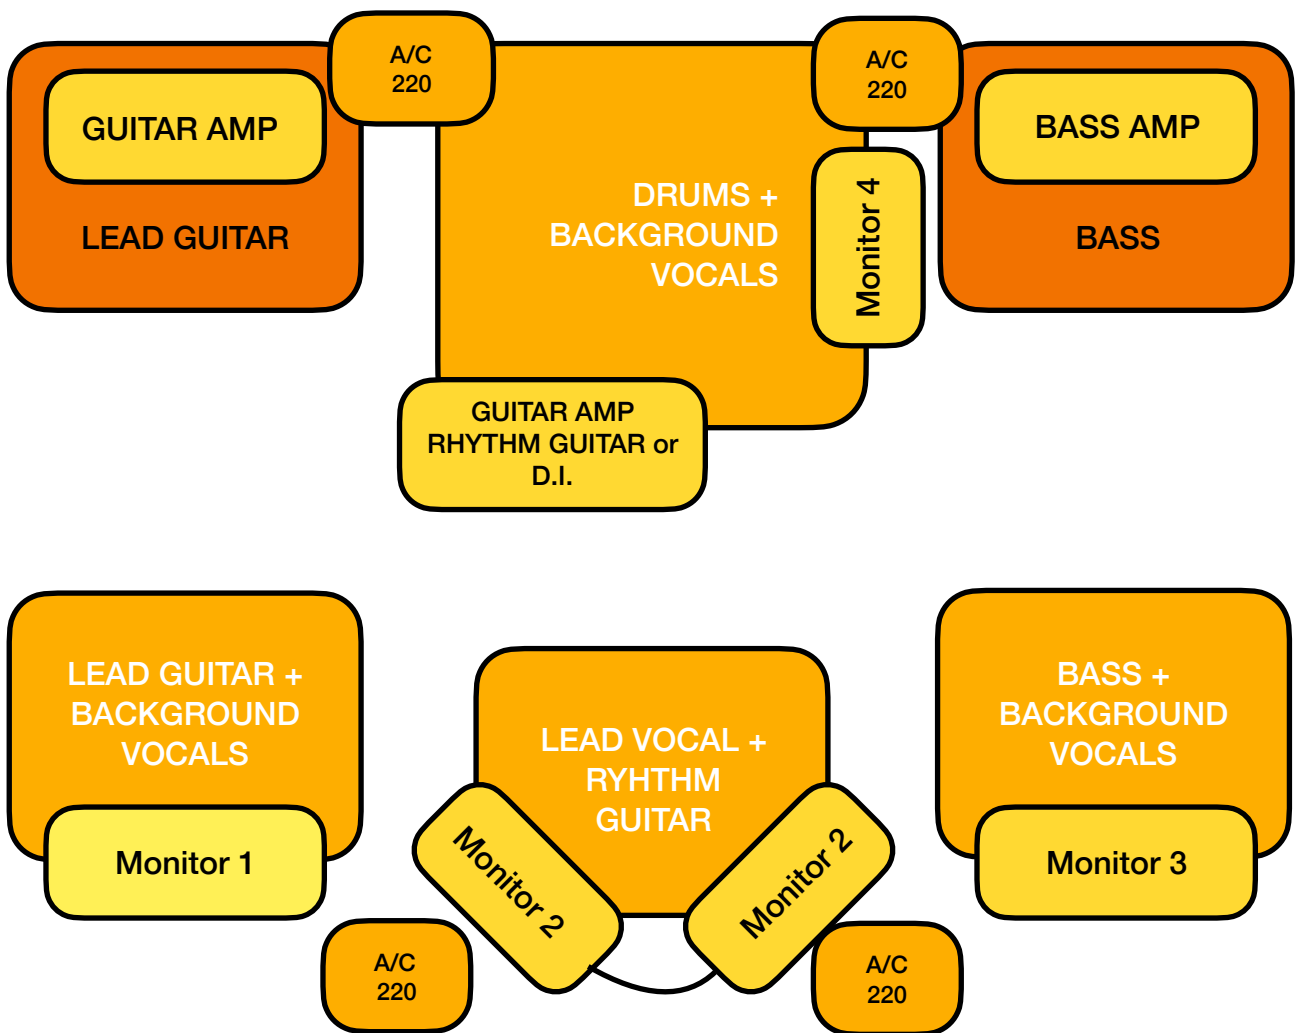 A/C
220
A/C
220
GUITAR AMP
BASS AMP
LEAD GUITAR
DRUMS +
BACKGROUND
VOCALS
Monitor 4
BASS
GUITAR AMP
RHYTHM GUITAR or
D.I.
LEAD GUITAR +
BACKGROUND
VOCALS
LEAD VOCAL +
RYHTHM
GUITAR
BASS +
BACKGROUND
VOCALS
Monitor 1
Monitor 2
Monitor 2
Monitor 3
A/C
220
A/C
220